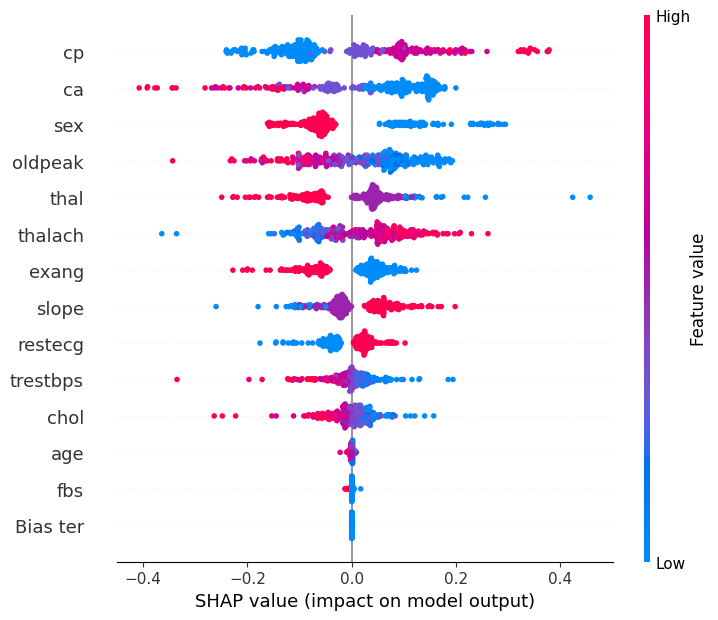 High
cp
ca
sex
oldpeak
thal
thalach
exang
slope
restecg
trestbps
chol
age
fbs
Bias ter
Feature value
Low
−0.4 −0.2 0.0 0.2 0.4
SHAP value (impact on model output)